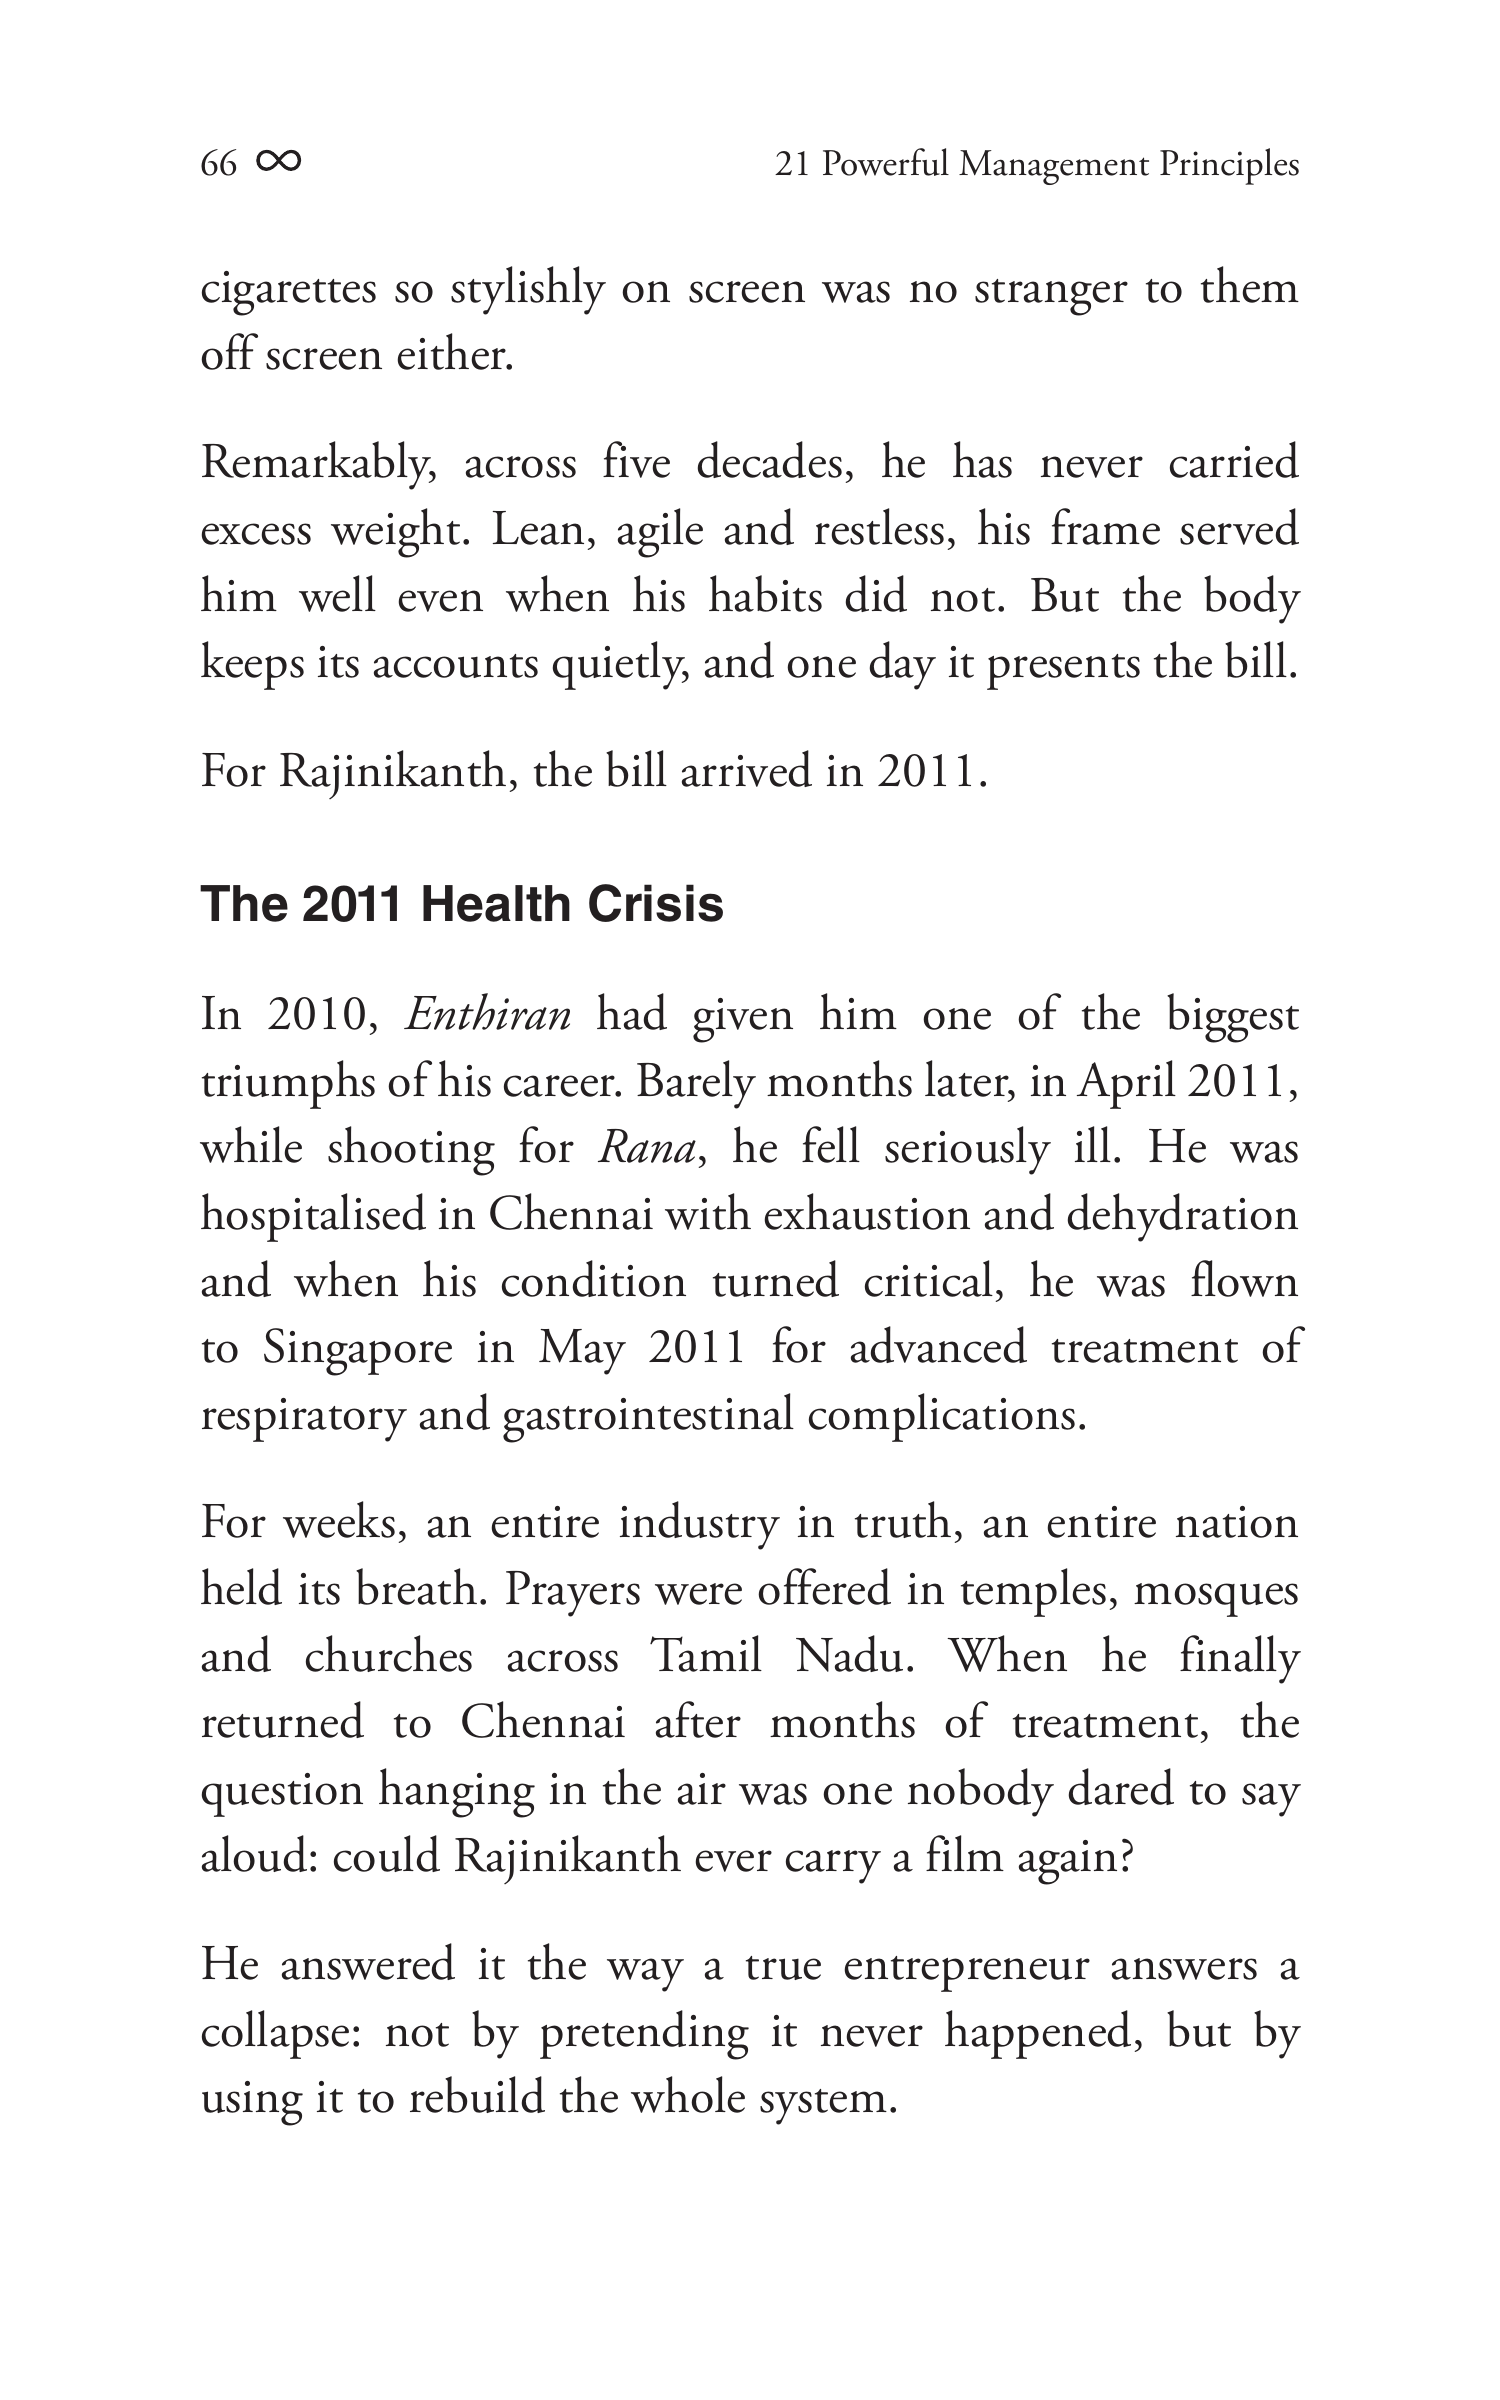 66 ∞ 21 Powerful Management Principles
cigarettes so stylishly on screen was no stranger to them
off screen either.
Remarkably, across five decades, he has never carried
excess weight. Lean, agile and restless, his frame served
him well even when his habits did not. But the body
keeps its accounts quietly, and one day it presents the bill.
For Rajinikanth, the bill arrived in 2011.
The 2011 Health Crisis
In 2010, Enthiran had given him one of the biggest
triumphs of his career. Barely months later, in April 2011,
while shooting for Rana, he fell seriously ill. He was
hospitalised in Chennai with exhaustion and dehydration
and when his condition turned critical, he was flown
to Singapore in May 2011 for advanced treatment of
respiratory and gastrointestinal complications.
For weeks, an entire industry in truth, an entire nation
held its breath. Prayers were offered in temples, mosques
and churches across Tamil Nadu. When he finally
returned to Chennai after months of treatment, the
question hanging in the air was one nobody dared to say
aloud: could Rajinikanth ever carry a film again?
He answered it the way a true entrepreneur answers a
collapse: not by pretending it never happened, but by
using it to rebuild the whole system.